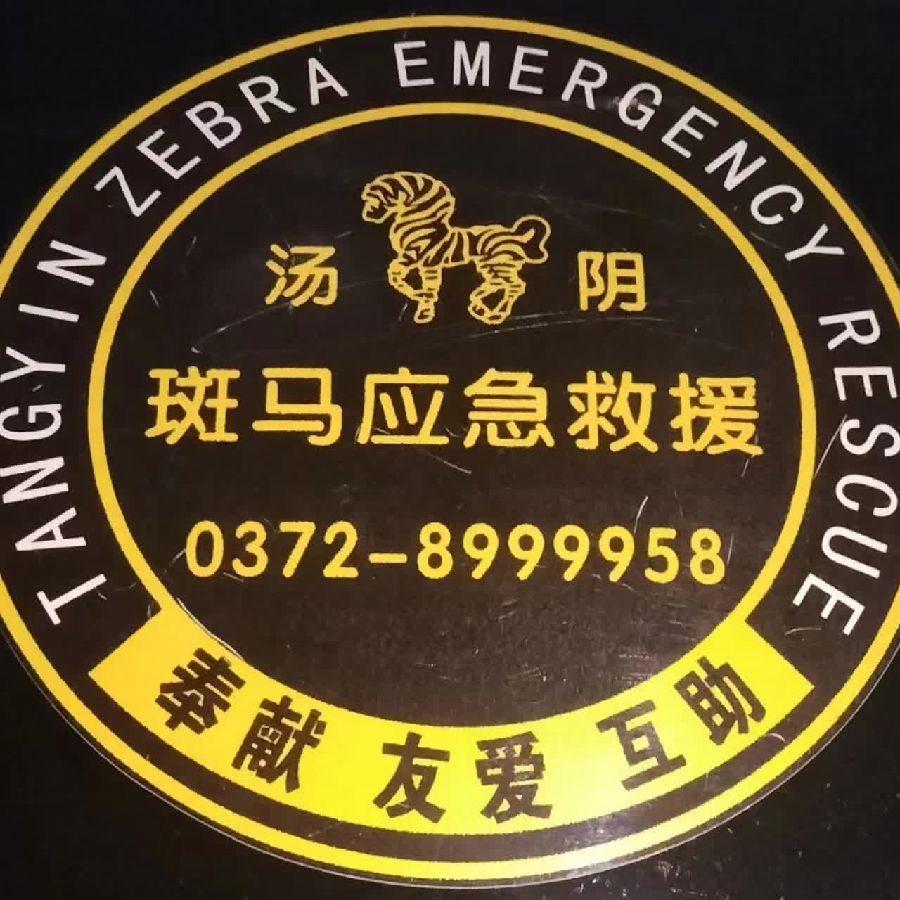 TANGYIN ZEBRA EMERGENCY RESCUE
汤 阴
斑马应急救援
0372-8999958
奉献 友爱 互助